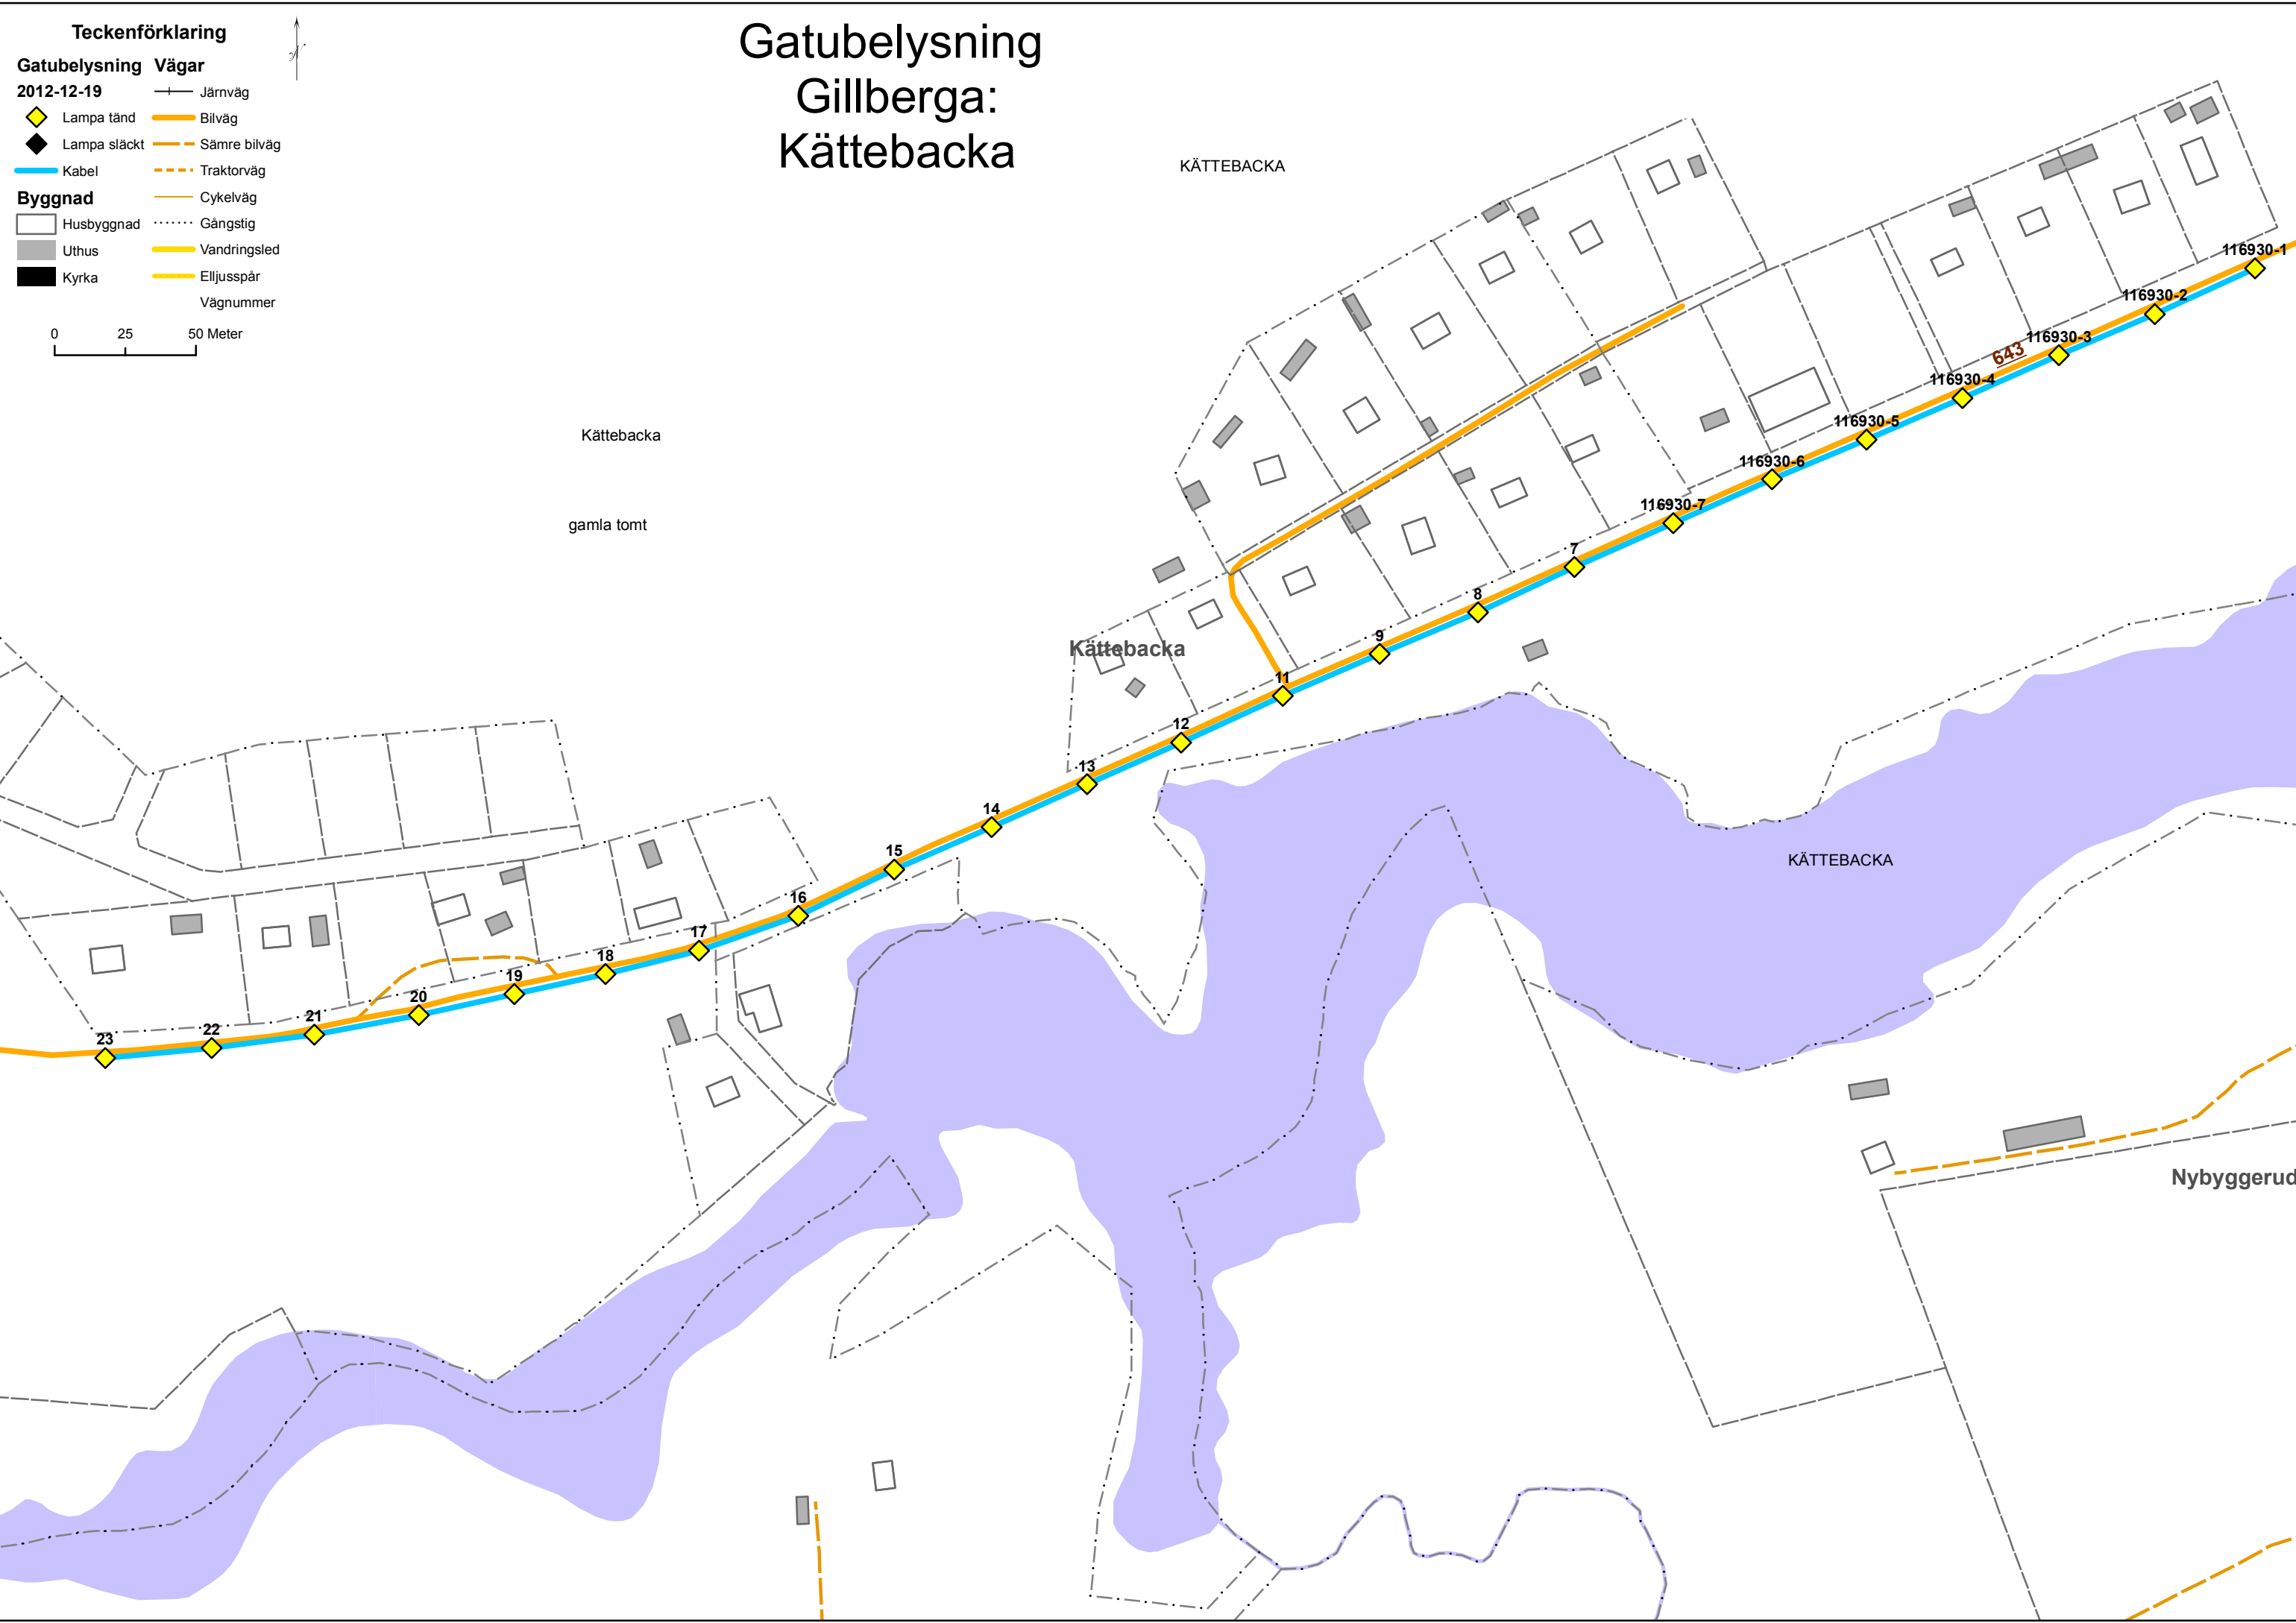 Teckenförklaring
Gatubelysning
2012-12-19
Lampa tänd
Lampa släckt
Kabel
Byggnad
Husbyggnad
Uthus
Kyrka
Vägar
Järnväg
Bilväg
Sämre bilväg
Traktorväg
Cykelväg
Gångstig
Vandringsled
Elljusspår
Vägnummer
0 25 50 Meter
N
Gatubelysning
Gillberga:
Kättebacka
KÄTTEBACKA
Kättebacka
gamla tomt
116930-1
116930-2
116930-3
643
116930-4
116930-5
116930-6
116930-7
7
8
9
Kättebacka
11
12
13
14
15
16
17
18
19
20
21
22
23
KÄTTEBACKA
Nybyggerud